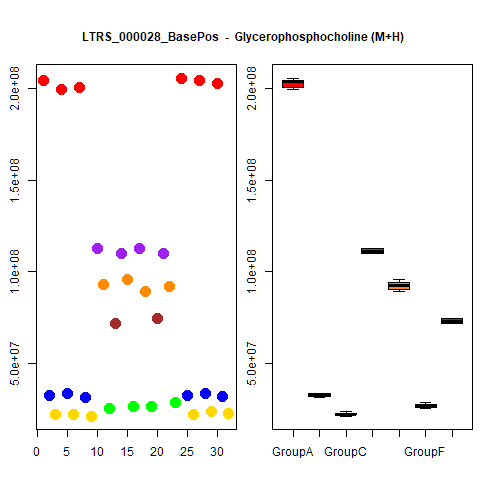 LTRS_000028_BasePos - Glycerophosphocholine (M+H)
2.0e+08
1.5e+08
1.0e+08
5.0e+07
0 5 10 15 20 25 30
2.0e+08
1.5e+08
1.0e+08
5.0e+07
GroupA GroupC GroupF